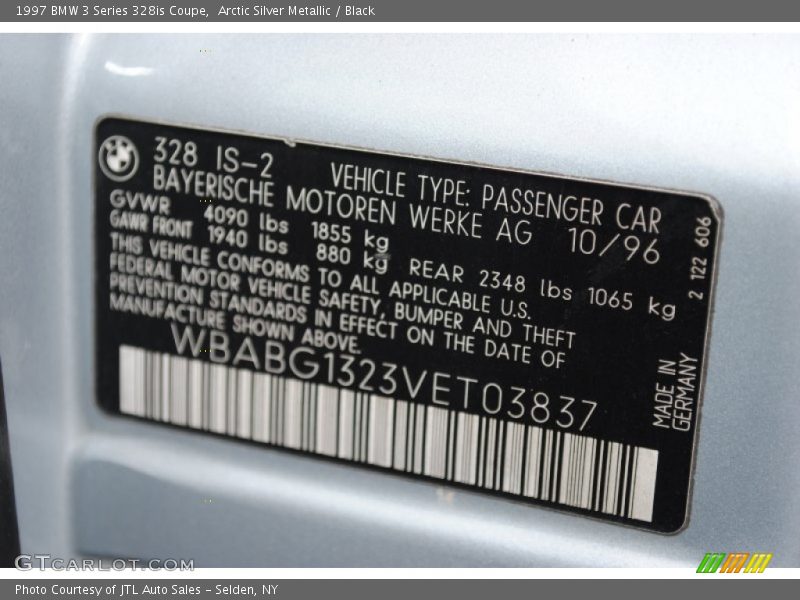 1997 BMW 3 Series 328is Coupe,  Arctic Silver Metallic / Black
328 IS-2
VEHICLE TYPE: PASSENGER CAR
BAYERISCHE MOTOREN WERKE AG 10/96
GVWR 4090 lbs 1855 kg
GAWR FRONT 1940 lbs 880 kg REAR 2348 lbs 1065 kg
THIS VEHICLE CONFORMS TO ALL APPLICABLE U.S.
FEDERAL MOTOR VEHICLE SAFETY, BUMPER AND THEFT
PREVENTION STANDARDS IN EFFECT ON THE DATE OF
MANUFACTURE SHOWN ABOVE.
WBABG1323VET03837
2 122 606
MADE IN
GERMANY
GTCARLOT.COM
Photo Courtesy of JTL Auto Sales - Selden, NY